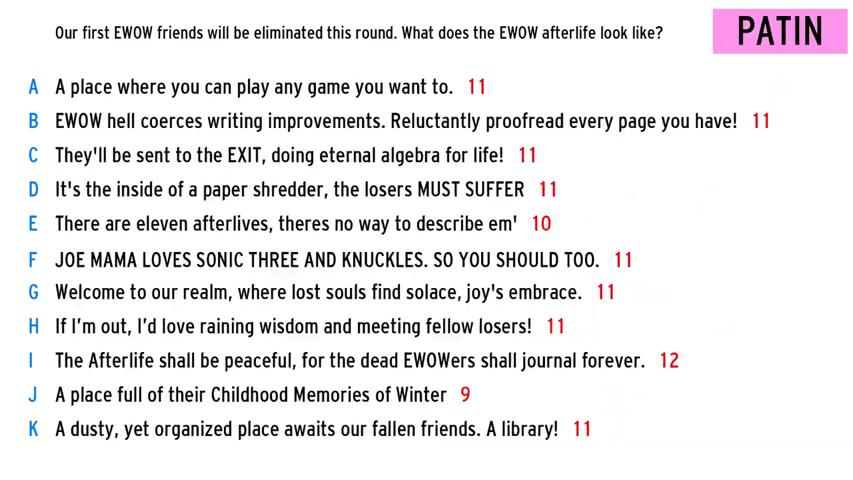 Our first EWOW friends will be eliminated this round. What does the EWOW afterlife look like?
PATIN
A A place where you can play any game you want to. 11
B EWOW hell coerces writing improvements. Reluctantly proofread every page you have! 11
C They'll be sent to the EXIT, doing eternal algebra for life! 11
D It's the inside of a paper shredder, the losers MUST SUFFER 11
E There are eleven afterlives, theres no way to describe em' 10
F JOE MAMA LOVES SONIC THREE AND KNUCKLES. SO YOU SHOULD TOO. 11
G Welcome to our realm, where lost souls find solace, joy's embrace. 11
H If I’m out, I’d love raining wisdom and meeting fellow losers! 11
I The Afterlife shall be peaceful, for the dead EWOWers shall journal forever. 12
J A place full of their Childhood Memories of Winter 9
K A dusty, yet organized place awaits our fallen friends. A library! 11